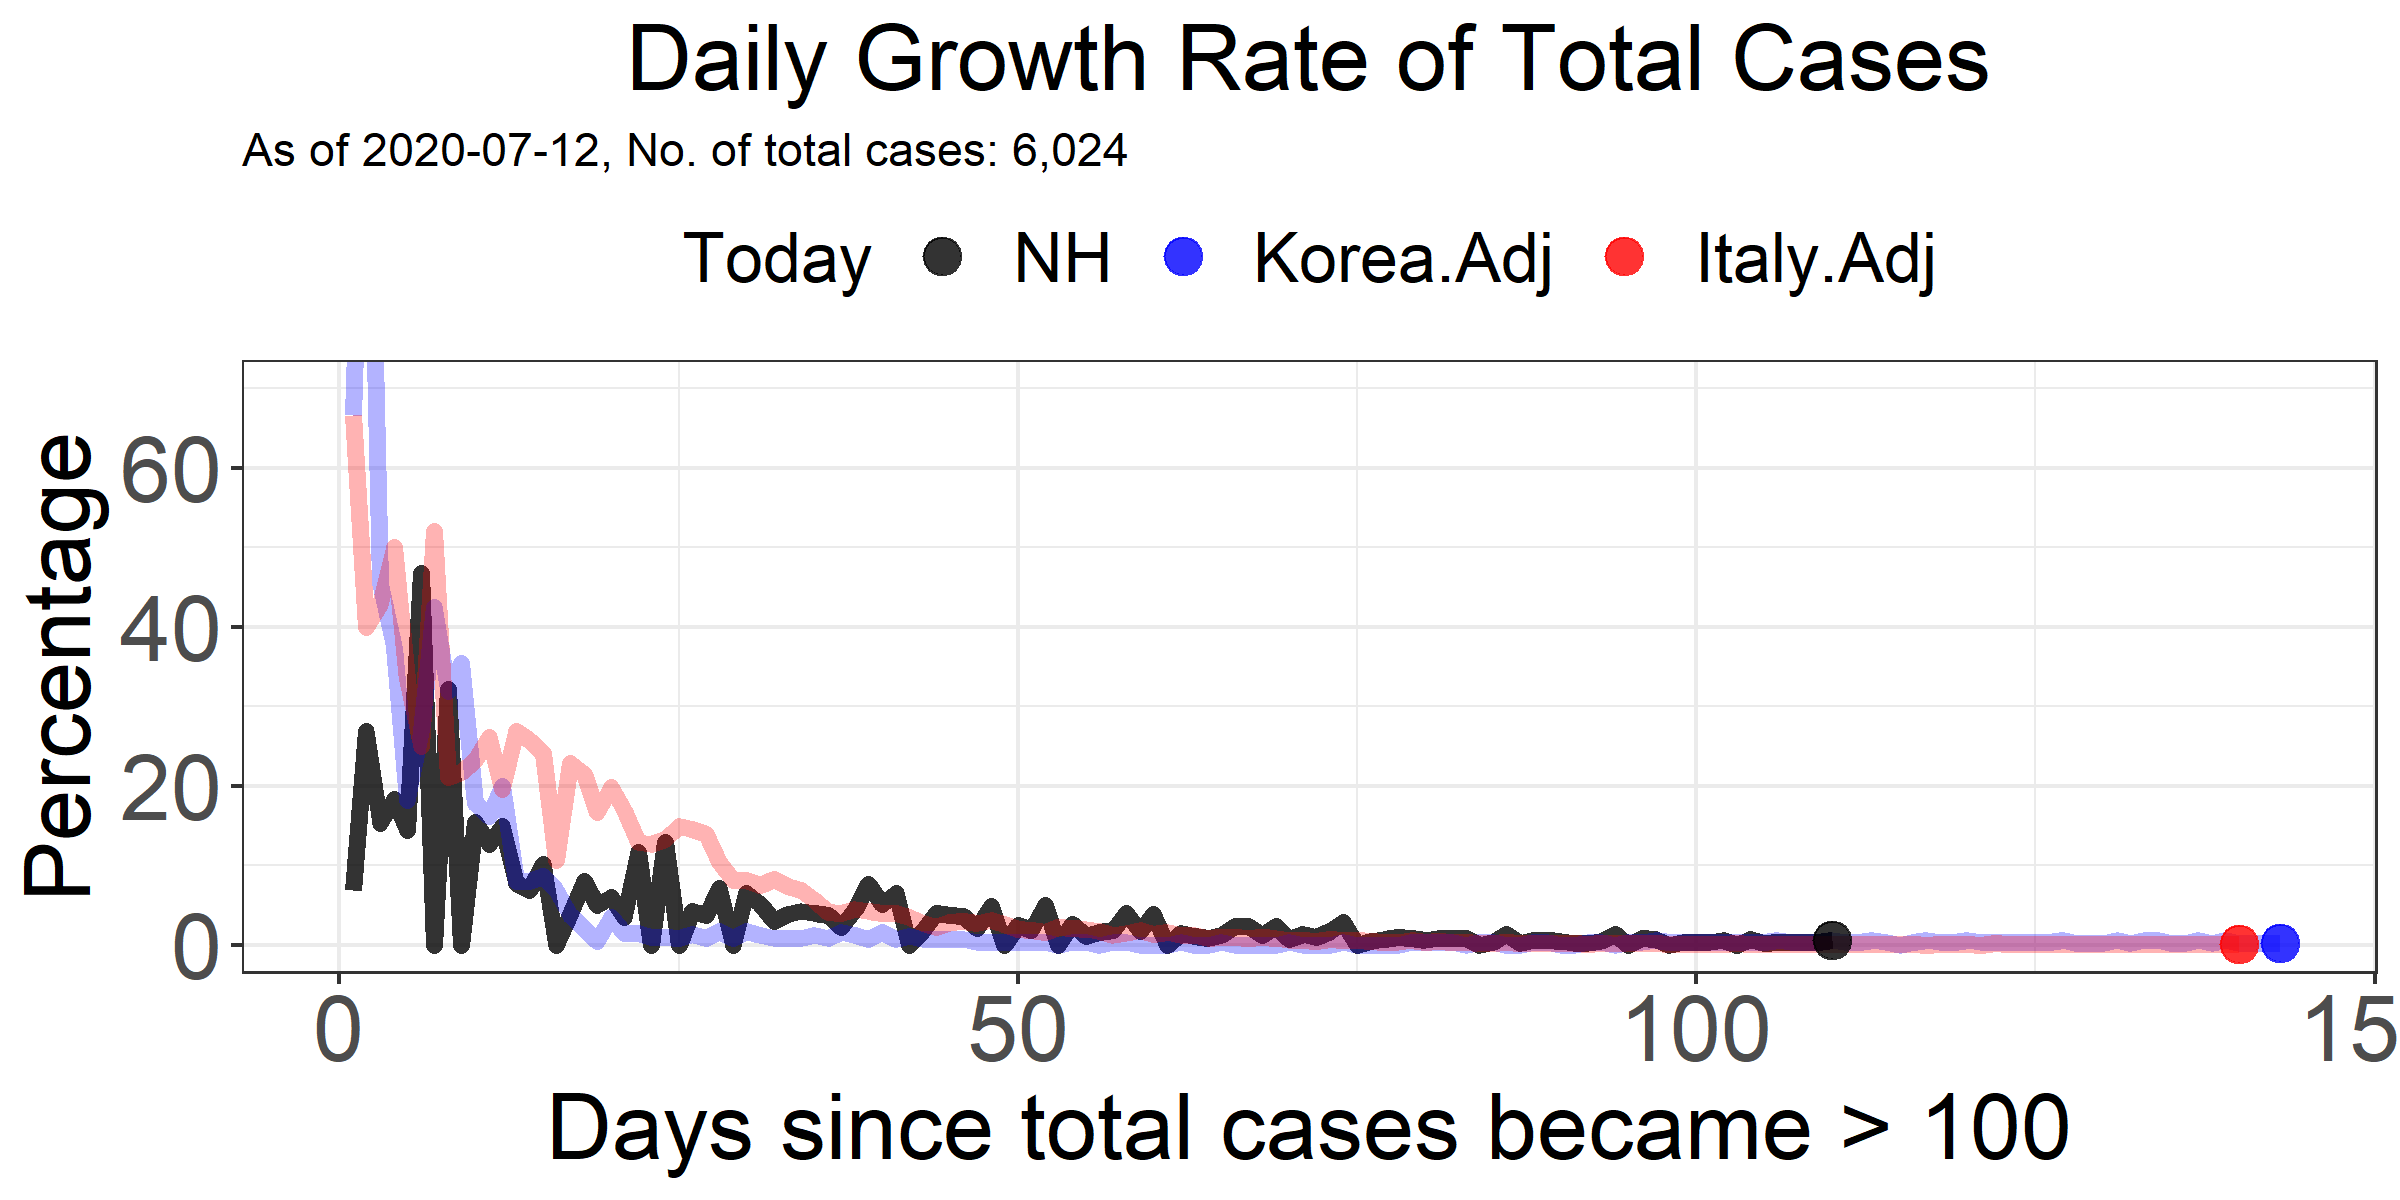 Daily Growth Rate of Total Cases
As of 2020-07-12, No. of total cases: 6,024
Today NH Korea.Adj Italy.Adj
Percentage
60
40
20
0
0 50 100 15
Days since total cases became > 100